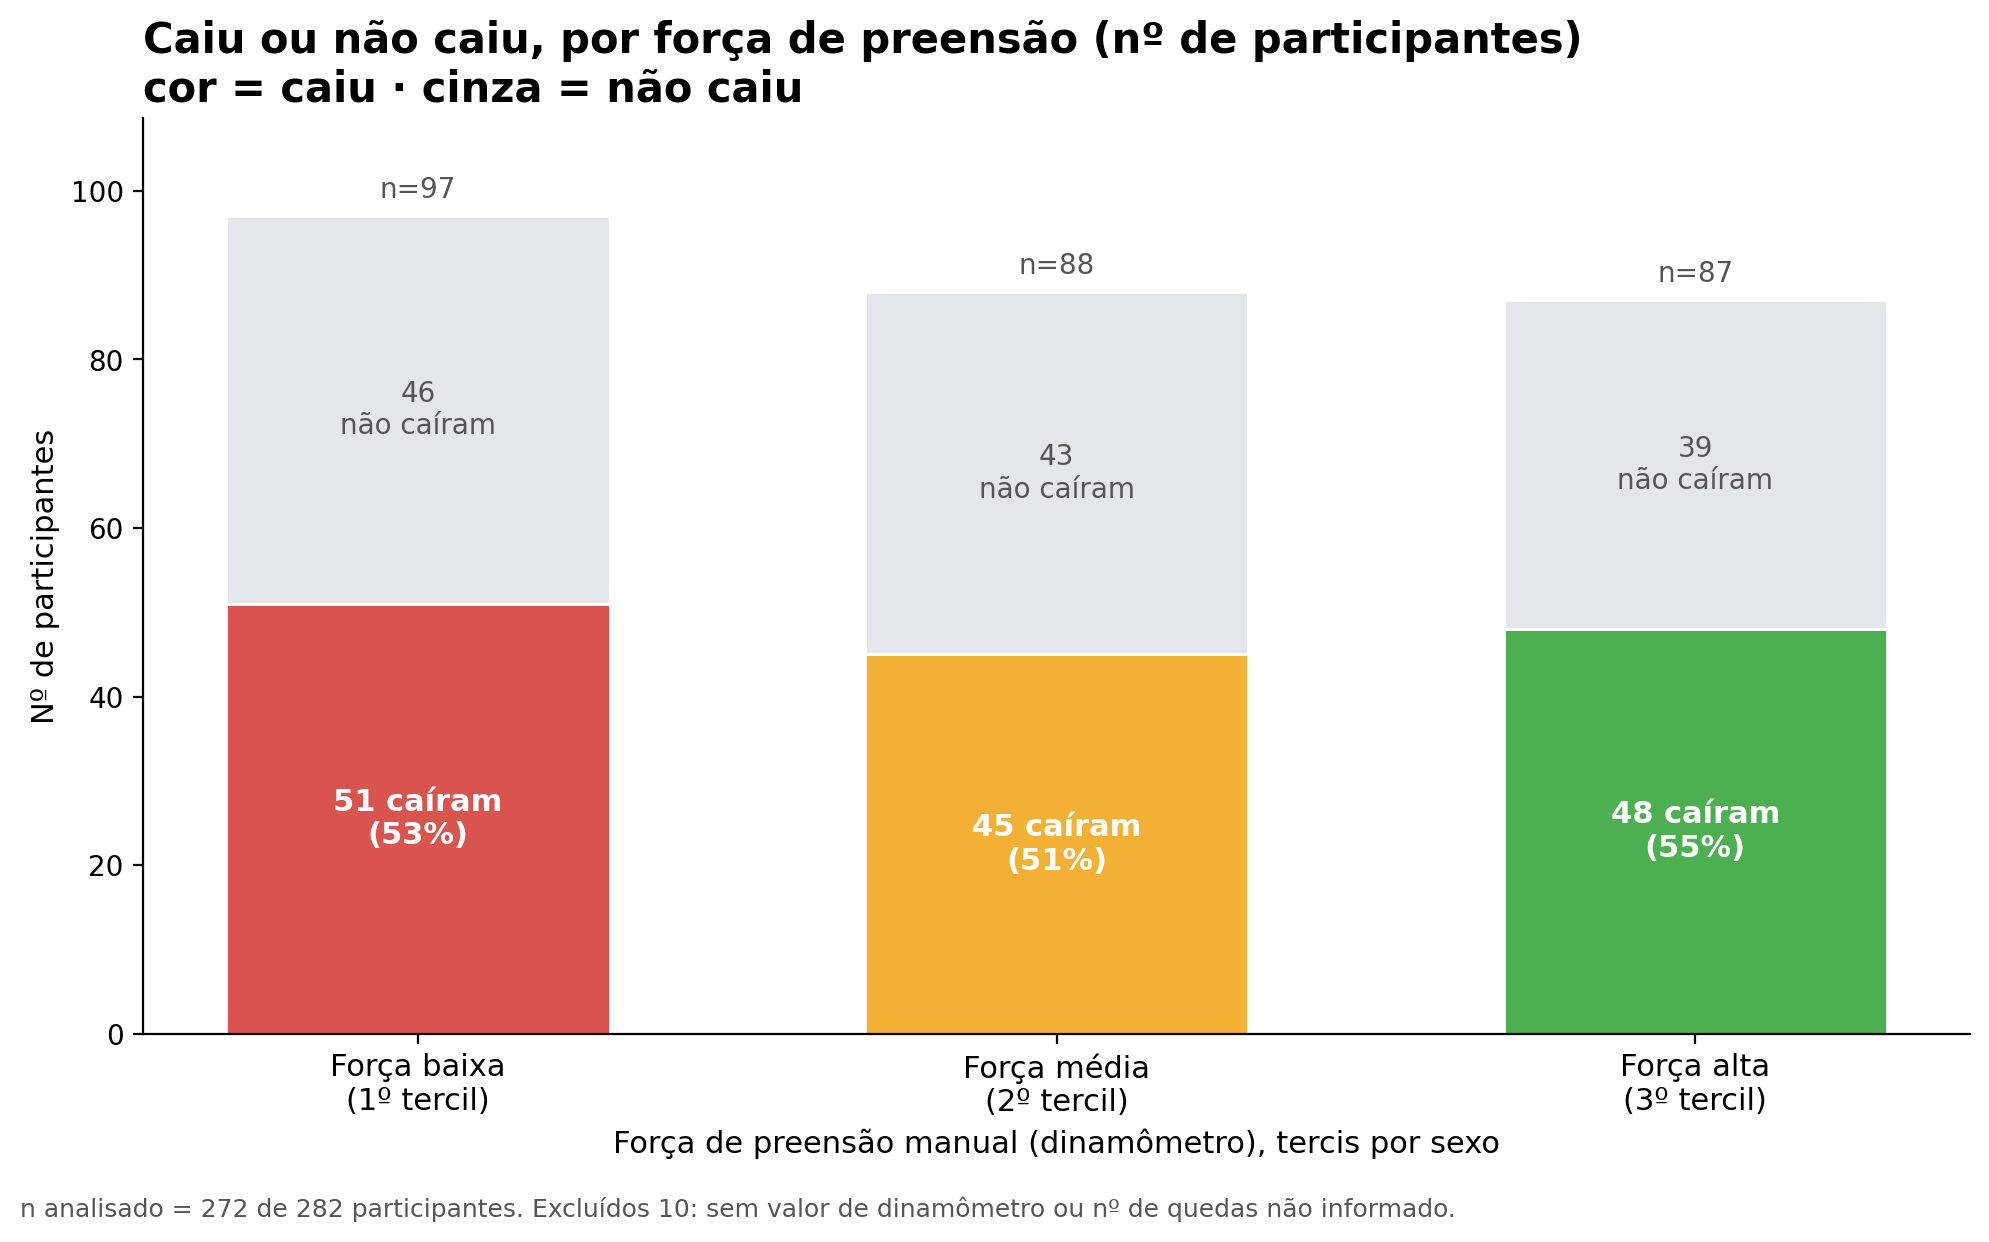 Caiu ou não caiu, por força de preensão (nº de participantes)
cor = caiu · cinza = não caiu
Nº de participantes
100
80
60
40
20
0
n=97
46
não caíram
51 caíram
(53%)
n=88
43
não caíram
45 caíram
(51%)
n=87
39
não caíram
48 caíram
(55%)
Força baixa
(1º tercil)
Força média
(2º tercil)
Força alta
(3º tercil)
Força de preensão manual (dinamômetro), tercis por sexo
n analisado = 272 de 282 participantes. Excluídos 10: sem valor de dinamômetro ou nº de quedas não informado.